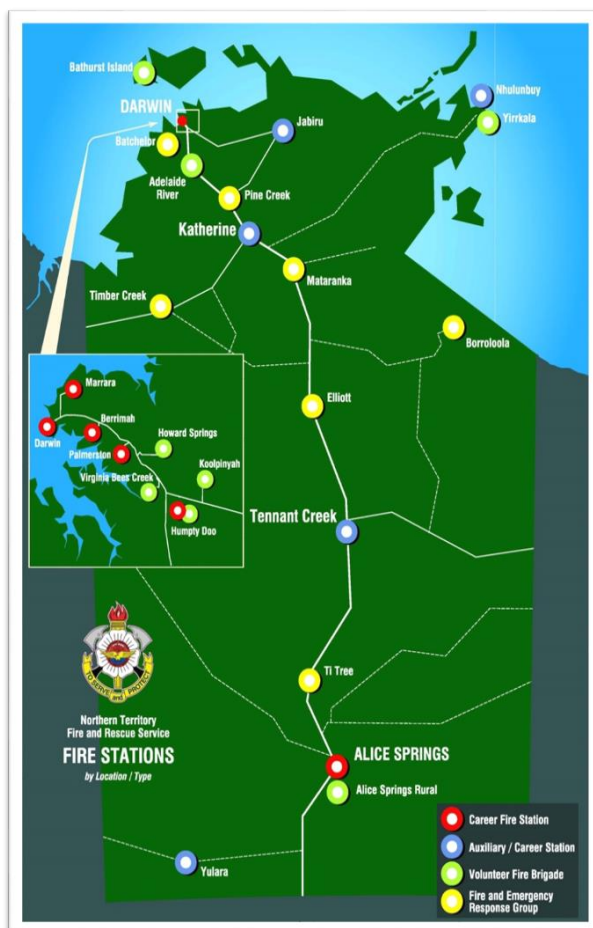 Bathurst Island
DARWIN
Nhulunbuy
Jabiru
Yirrkala
Batchelor
Adelaide
River
Pine Creek
Katherine
Mataranka
Timber Creek
Borroloola
Elliott
Marrara
Darwin
Berrimah
Howard Springs
Palmerston
Koolpinyah
Virginia Bees Creek
Humpty Doo
Tennant Creek
TO SERVE and PROTECT
Ti Tree
Northern Territory
Fire and Rescue Service
FIRE STATIONS
by Location / Type
ALICE SPRINGS
Alice Springs Rural
Yulara
Career Fire Station
Auxiliary / Career Station
Volunteer Fire Brigade
Fire and Emergency
Response Group